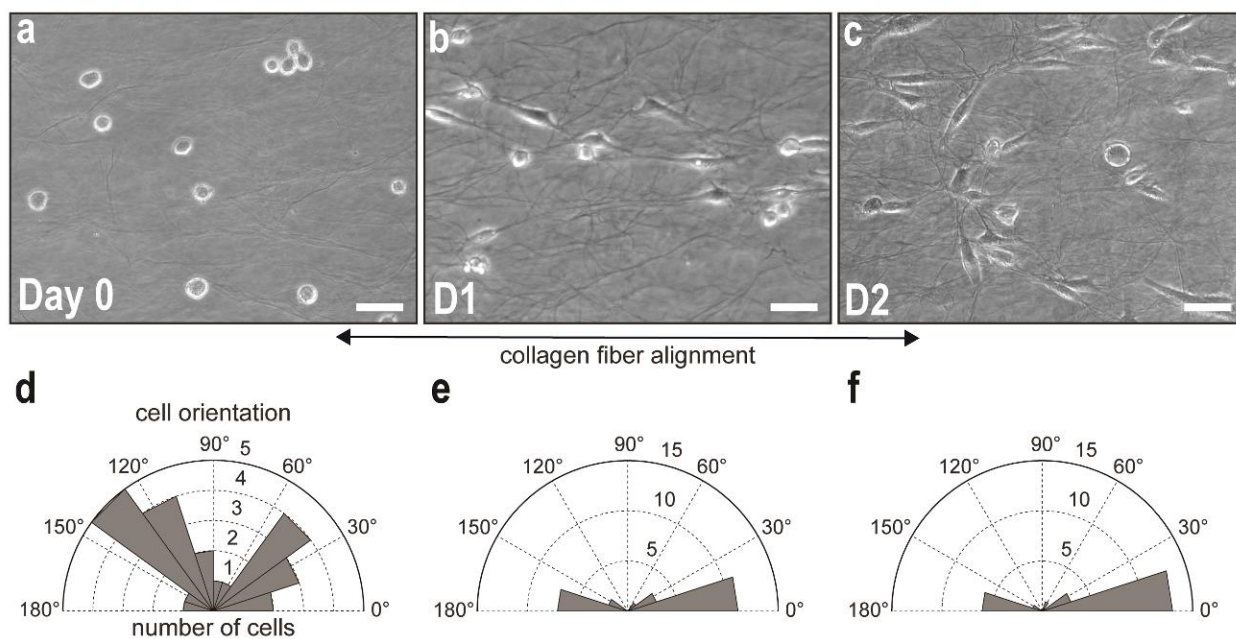 a
b
c
Day 0
D1
D2
collagen fiber alignment
d
e
f
cell orientation
90°
5
120°
60°
4
3
150°
2
30°
1
180°
0°
number of cells
90°
15
120°
60°
10
150°
30°
5
180°
0°
90°
15
120°
60°
10
150°
30°
5
180°
0°